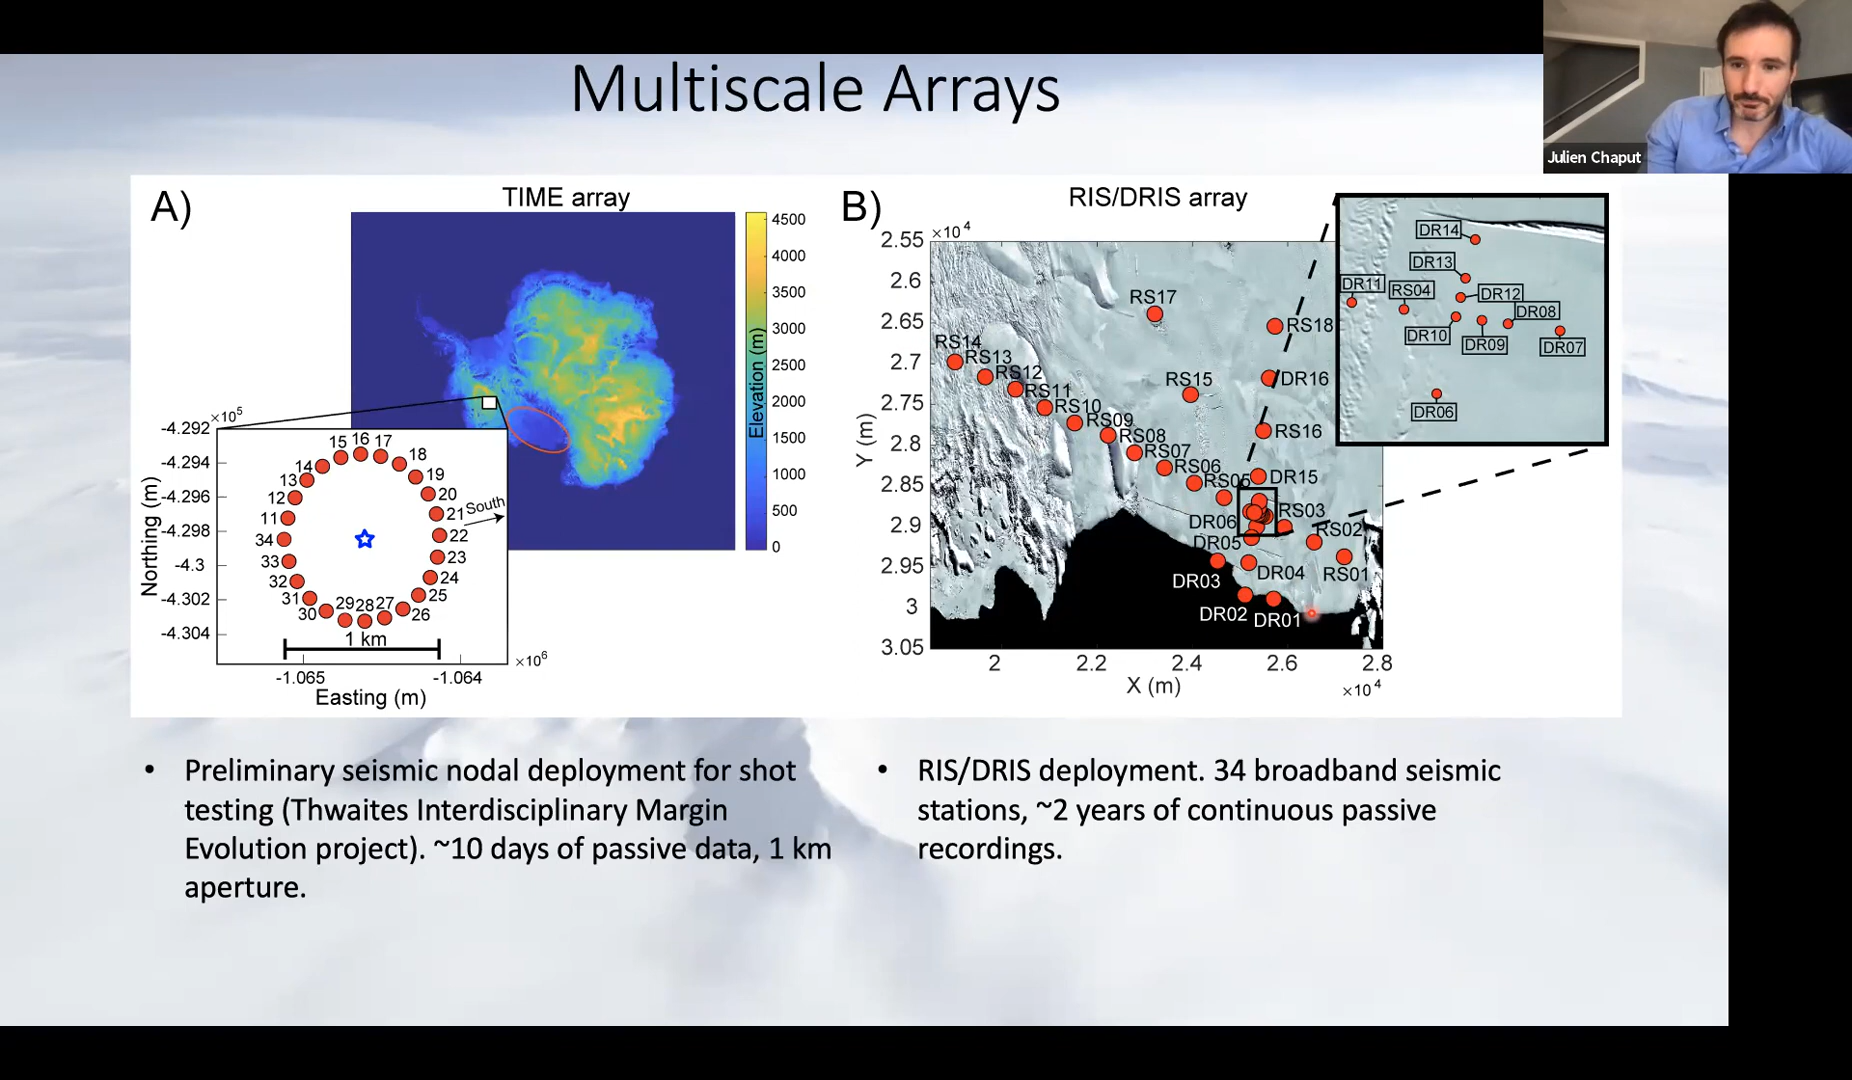 Multiscale Arrays
Julien Chaput
A)
TIME array
4500
4000
3500
3000
2500
2000
1500
1000
500
0
Elevation (m)
×10⁵
-4.292
-4.294
-4.296
-4.298
-4.3
-4.302
-4.304
Northing (m)
15 16 17
14
18
13
19
12
20
11
21
South
34
22
33
23
32
24
31
25
30
29 28 27
26
1 km
×10⁶
-1.065
-1.064
Easting (m)
B)
RIS/DRIS array
×10⁴
2.55
2.6
2.65
2.7
2.75
2.8
2.85
2.9
2.95
3
3.05
Y (m)
RS17
RS18
RS14
RS13
RS12
RS11
RS10
RS09
RS08
RS07
RS06
RS05
RS15
DR16
RS16
DR15
RS03
DR06
RS02
DR05
DR04
RS01
DR03
DR02
DR01
2
2.2
2.4
2.6
2.8
X (m)
×10⁴
DR14
DR13
DR11
RS04
DR12
DR08
DR10
DR09
DR07
DR06
• Preliminary seismic nodal deployment for shot
testing (Thwaites Interdisciplinary Margin
Evolution project). ~10 days of passive data, 1 km
aperture.
• RIS/DRIS deployment. 34 broadband seismic
stations, ~2 years of continuous passive
recordings.